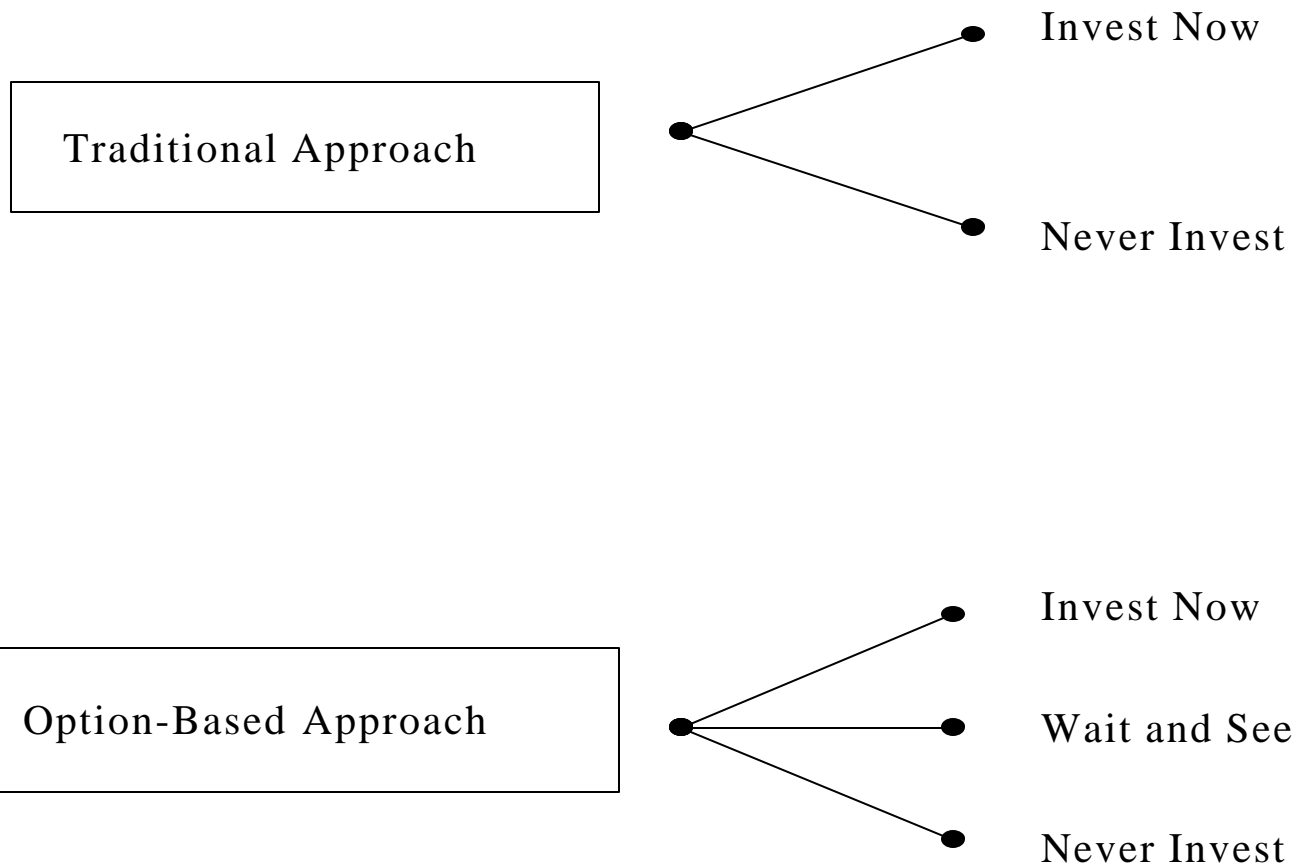 Invest Now
Traditional Approach
Never Invest
Invest Now
Option-Based Approach
Wait and See
Never Invest